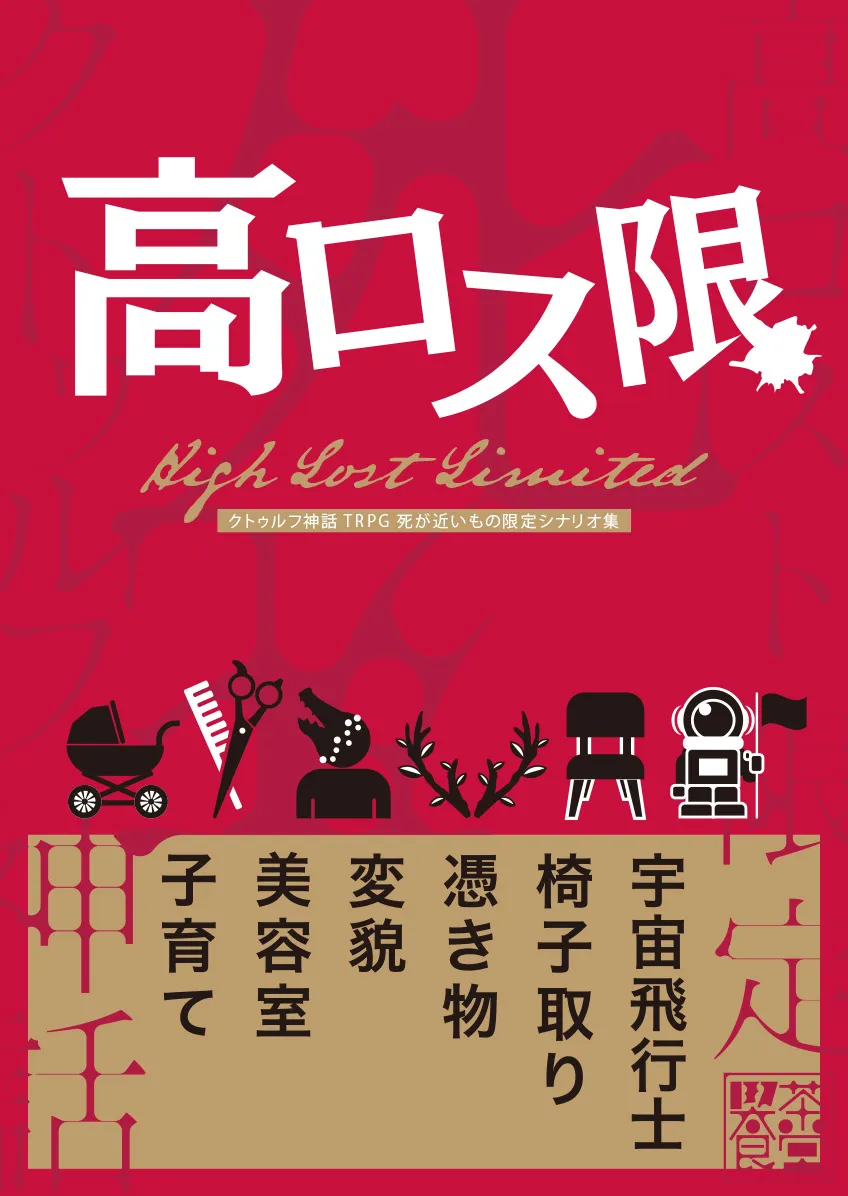 高ロス限
High Lost Limited
クトゥルフ神話 TRPG 死が近いもの限定シナリオ集
宇宙飛行士
椅子取り
憑き物
変貌
美容室
子育て